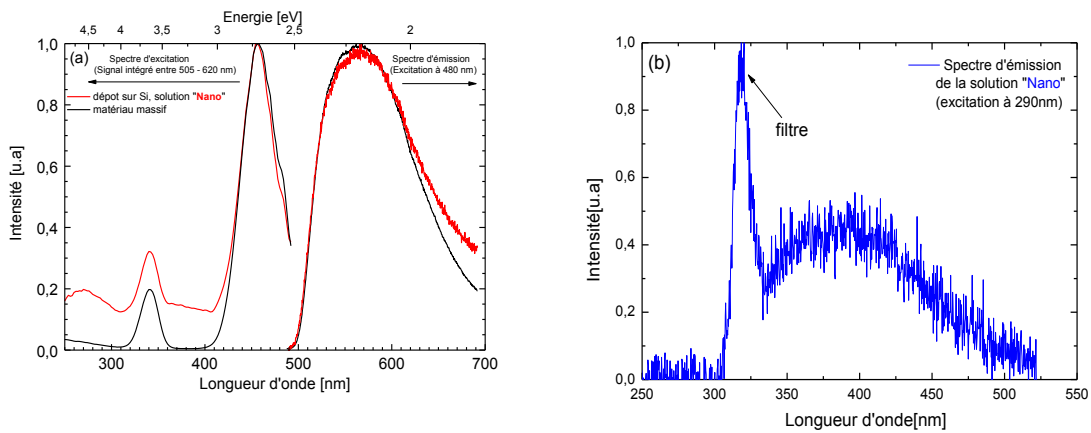 Energie [eV]
4,5 4 3,5 3 2,5 2
(a)
Spectre d'excitation
(Signal intégré entre 505 - 620 nm)
Spectre d'émission
(Excitation à 480 nm)
dépot sur Si, solution "Nano"
matériau massif
Intensité [u.a]
1,0
0,8
0,6
0,4
0,2
0,0
300 400 500 600 700
Longueur d'onde [nm]
(b)
Spectre d'émission
de la solution "Nano"
(excitation à 290nm)
filtre
Intensité[u.a]
1,0
0,8
0,6
0,4
0,2
0,0
250 300 350 400 450 500 550
Longueur d'onde[nm]